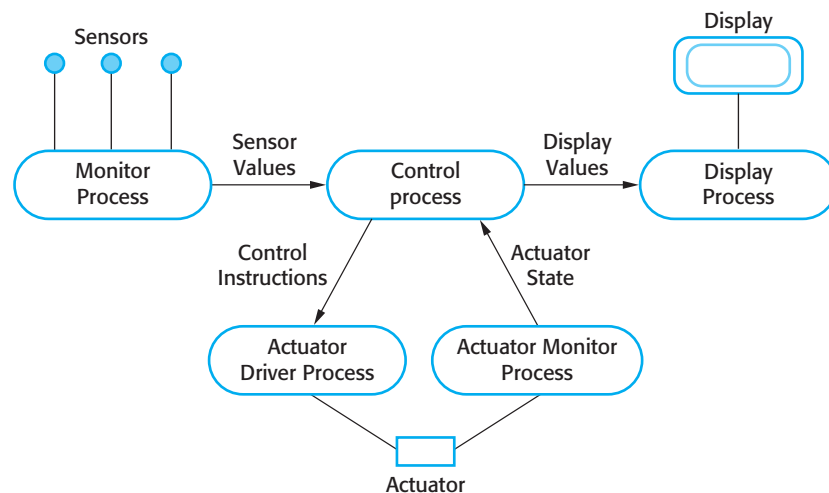 Sensors
Display
Sensor
Values
Display
Values
Monitor
Process
Control
process
Display
Process
Control
Instructions
Actuator
State
Actuator
Driver Process
Actuator Monitor
Process
Actuator